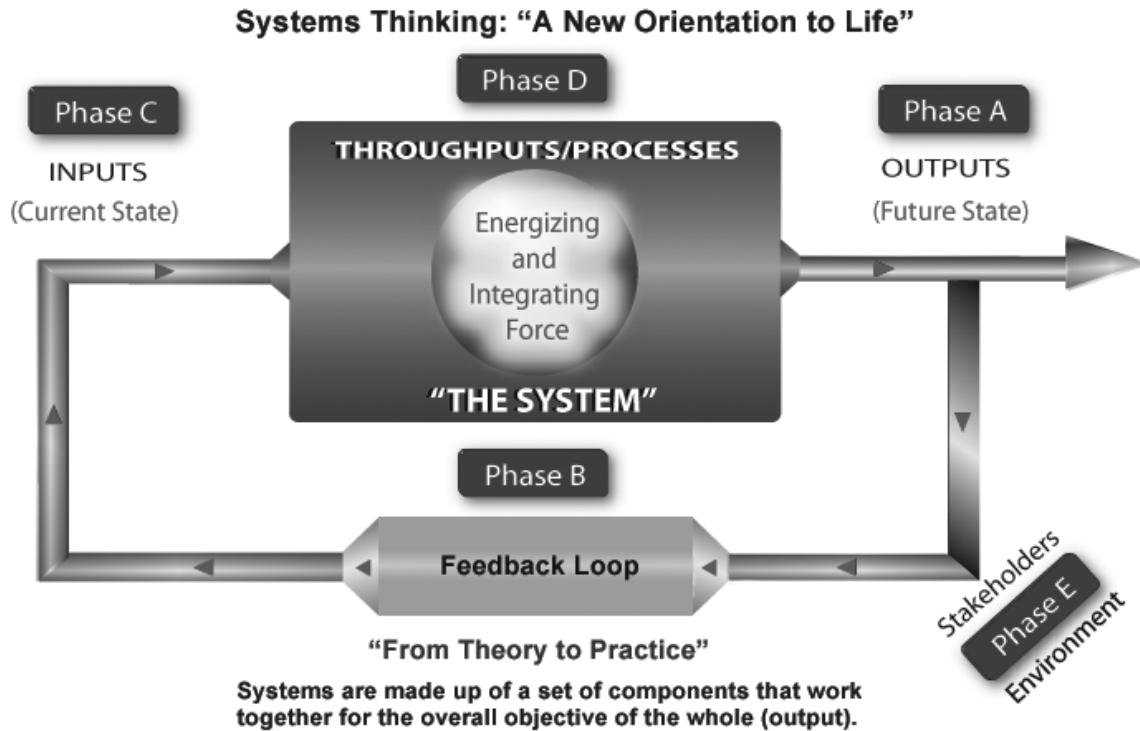 Systems Thinking: “A New Orientation to Life”
Phase C
Phase D
Phase A
INPUTS
(Current State)
THROUGHPUTS/PROCESSES
OUTPUTS
(Future State)
Energizing
and
Integrating
Force
“THE SYSTEM”
Phase B
Feedback Loop
Stakeholders
Phase E
Environment
“From Theory to Practice”
Systems are made up of a set of components that work
together for the overall objective of the whole (output).